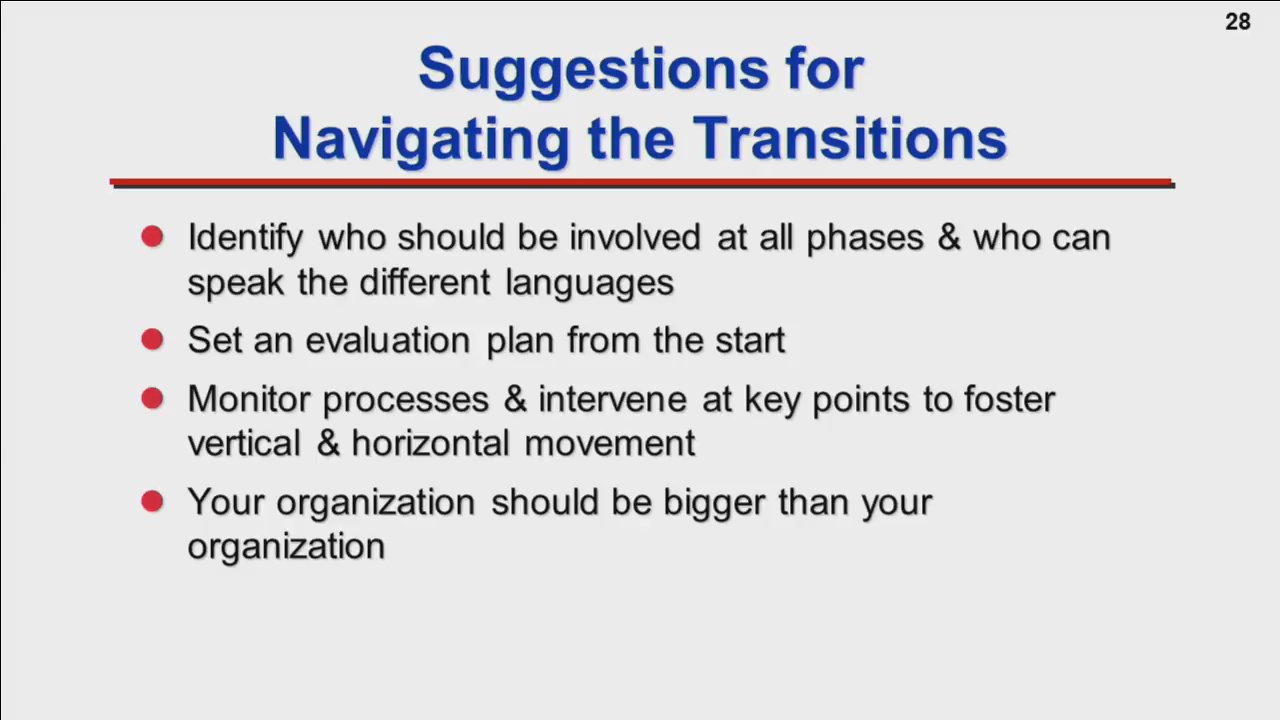 28
Suggestions for
Navigating the Transitions
Identify who should be involved at all phases & who can
speak the different languages
Set an evaluation plan from the start
Monitor processes & intervene at key points to foster
vertical & horizontal movement
Your organization should be bigger than your
organization